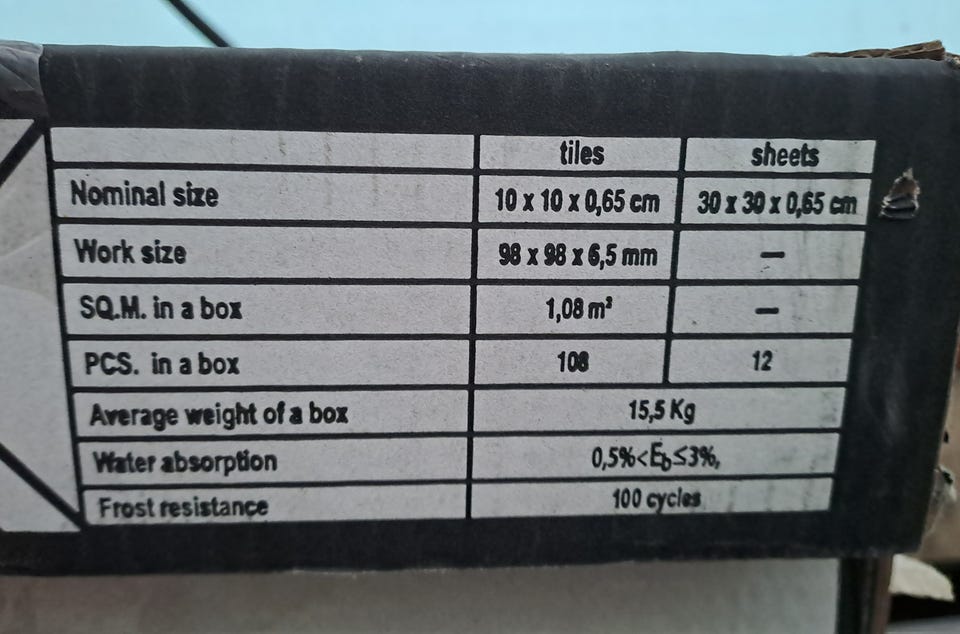 tiles sheets
Nominal size 10 x 10 x 0,65 cm 30 x 30 x 0,65 cm
Work size 98 x 98 x 6,5 mm —
SQ.M. in a box 1,08 m² —
PCS. in a box 108 12
Average weight of a box 15,5 Kg
Water absorption 0,5%<Eb≤3%,
Frost resistance 100 cycles